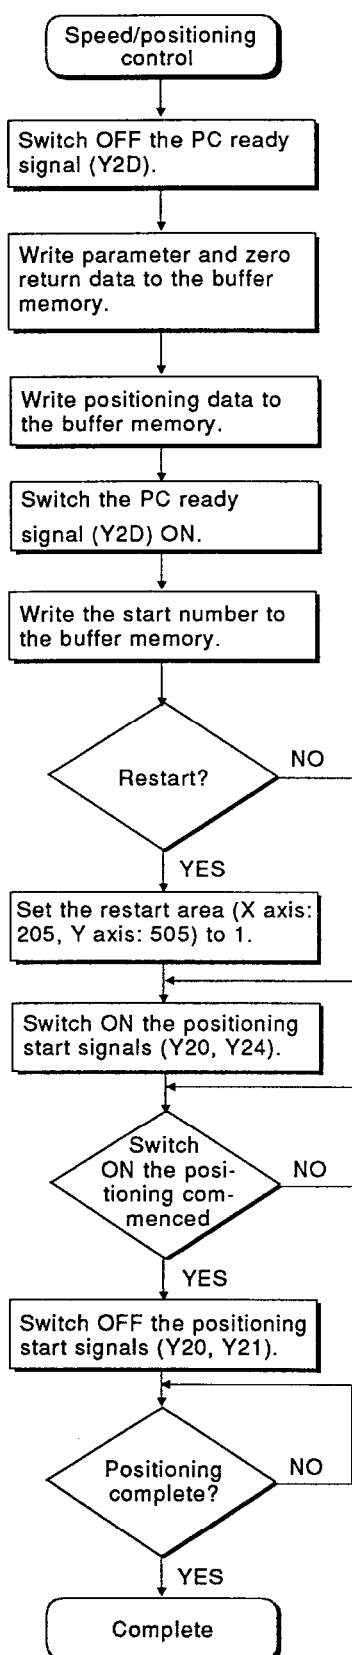 Speed/positioning
control
Switch OFF the PC ready
signal (Y2D).
Write parameter and zero
return data to the buffer
memory.
Write positioning data to
the buffer memory.
Switch the PC ready
signal (Y2D) ON.
Write the start number to
the buffer memory.
Restart?
NO
YES
Set the restart area (X axis:
205, Y axis: 505) to 1.
Switch ON the positioning
start signals (Y20, Y24).
Switch
ON the posi-
tioning com-
menced
NO
YES
Switch OFF the positioning
start signals (Y20, Y21).
Positioning
complete?
NO
YES
Complete